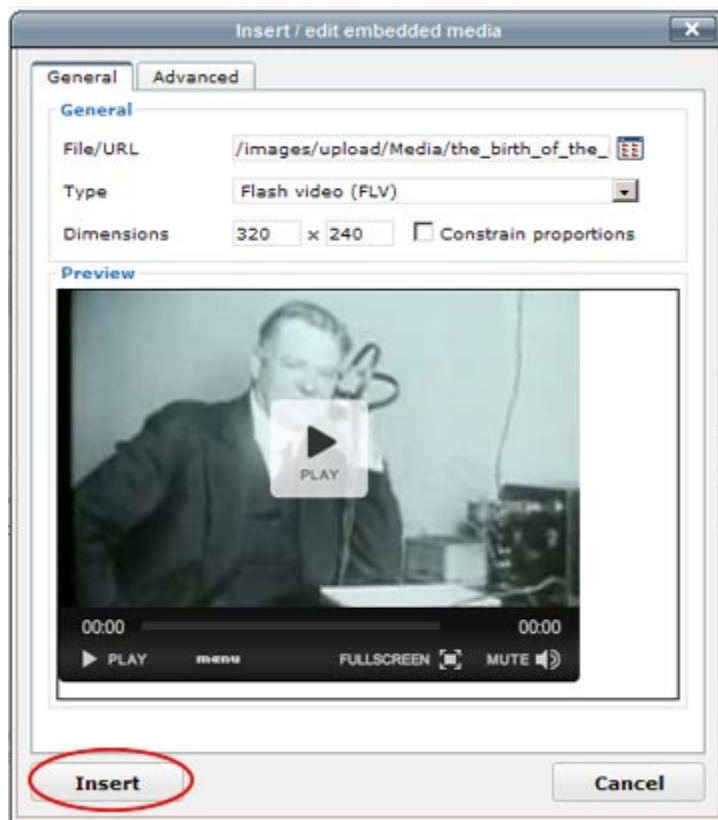 Insert / edit embedded media
General Advanced
General
File/URL /images/upload/Media/the_birth_of_the_
Type Flash video (FLV)
Dimensions 320 x 240 Constrain proportions
Preview
PLAY
00:00 00:00
PLAY menu FULLSCREEN MUTE
Insert Cancel